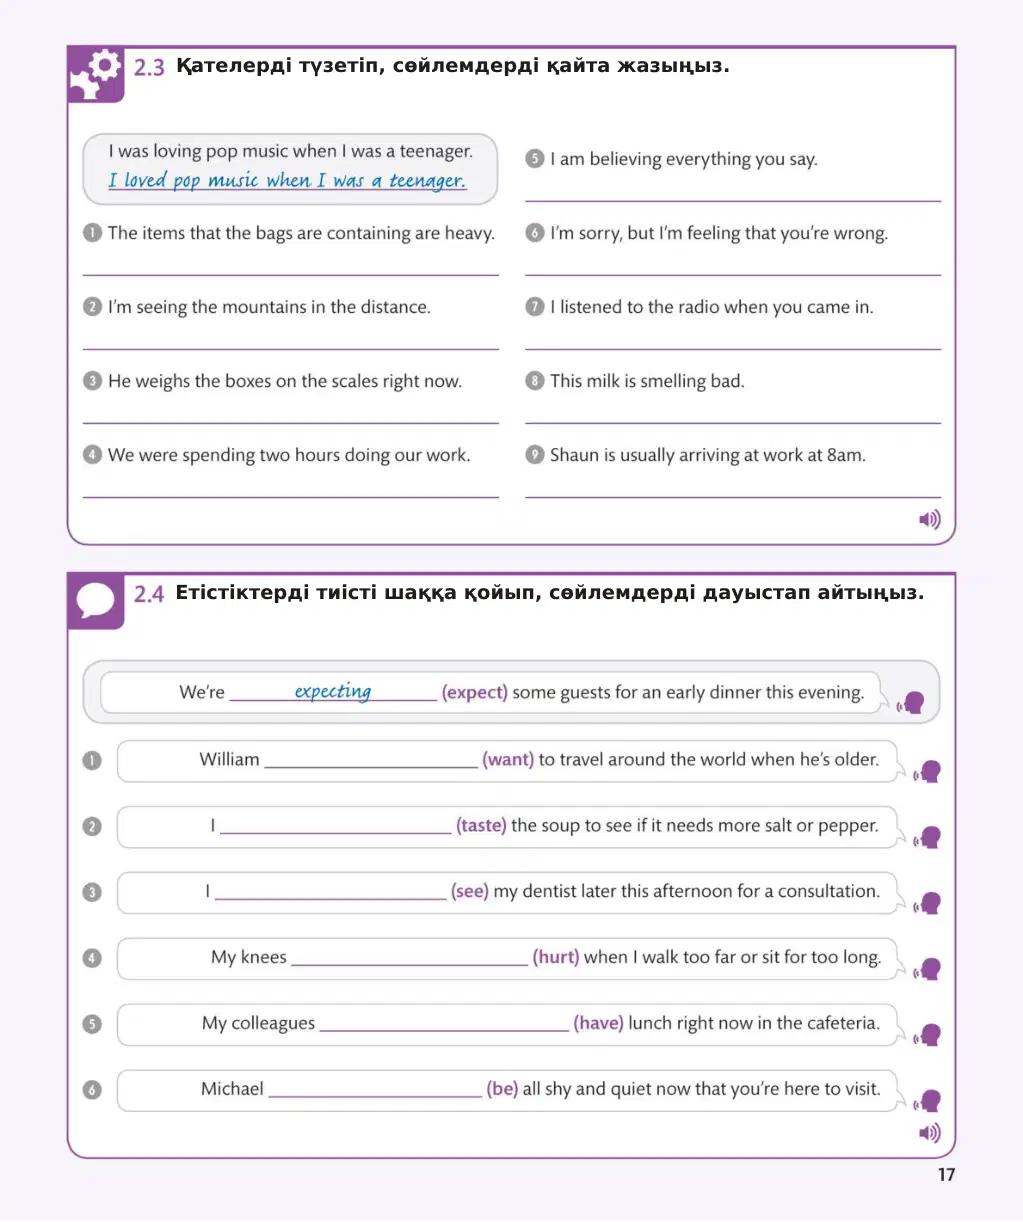 2.3 Қателерді түзетіп, сөйлемдерді қайта жазыңыз.
I was loving pop music when I was a teenager.
I loved pop music when I was a teenager.
1 The items that the bags are containing are heavy.
2 I'm seeing the mountains in the distance.
3 He weighs the boxes on the scales right now.
4 We were spending two hours doing our work.
5 I am believing everything you say.
6 I'm sorry, but I'm feeling that you're wrong.
7 I listened to the radio when you came in.
8 This milk is smelling bad.
9 Shaun is usually arriving at work at 8am.
2.4 Етістіктерді тиісті шаққа қойып, сөйлемдерді дауыстап айтыңыз.
We're expecting (expect) some guests for an early dinner this evening.
1 William ____ (want) to travel around the world when he's older.
2 I ____ (taste) the soup to see if it needs more salt or pepper.
3 I ____ (see) my dentist later this afternoon for a consultation.
4 My knees ____ (hurt) when I walk too far or sit for too long.
5 My colleagues ____ (have) lunch right now in the cafeteria.
6 Michael ____ (be) all shy and quiet now that you're here to visit.
17